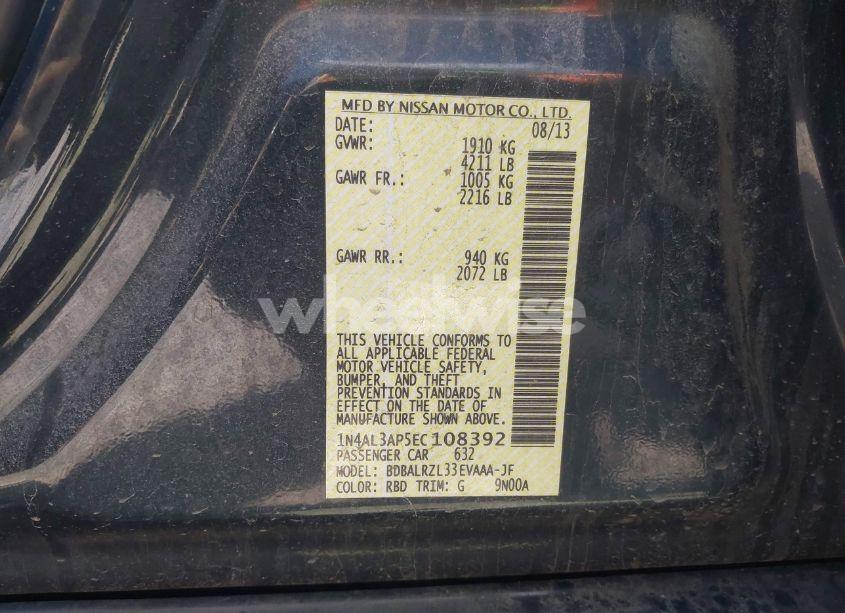 MFD BY NISSAN MOTOR CO., LTD.
DATE: 08/13
GVWR: 1910 KG
4211 LB
GAWR FR.: 1005 KG
2216 LB
GAWR RR.: 940 KG
2072 LB
wheelwise
THIS VEHICLE CONFORMS TO
ALL APPLICABLE FEDERAL
MOTOR VEHICLE SAFETY,
BUMPER, AND THEFT
PREVENTION STANDARDS IN
EFFECT ON THE DATE OF
MANUFACTURE SHOWN ABOVE.
1N4AL3AP5EC108392
PASSENGER CAR 632
MODEL: BDBALRZL33EVAAA-JF
COLOR: RBD TRIM: G 9N00A